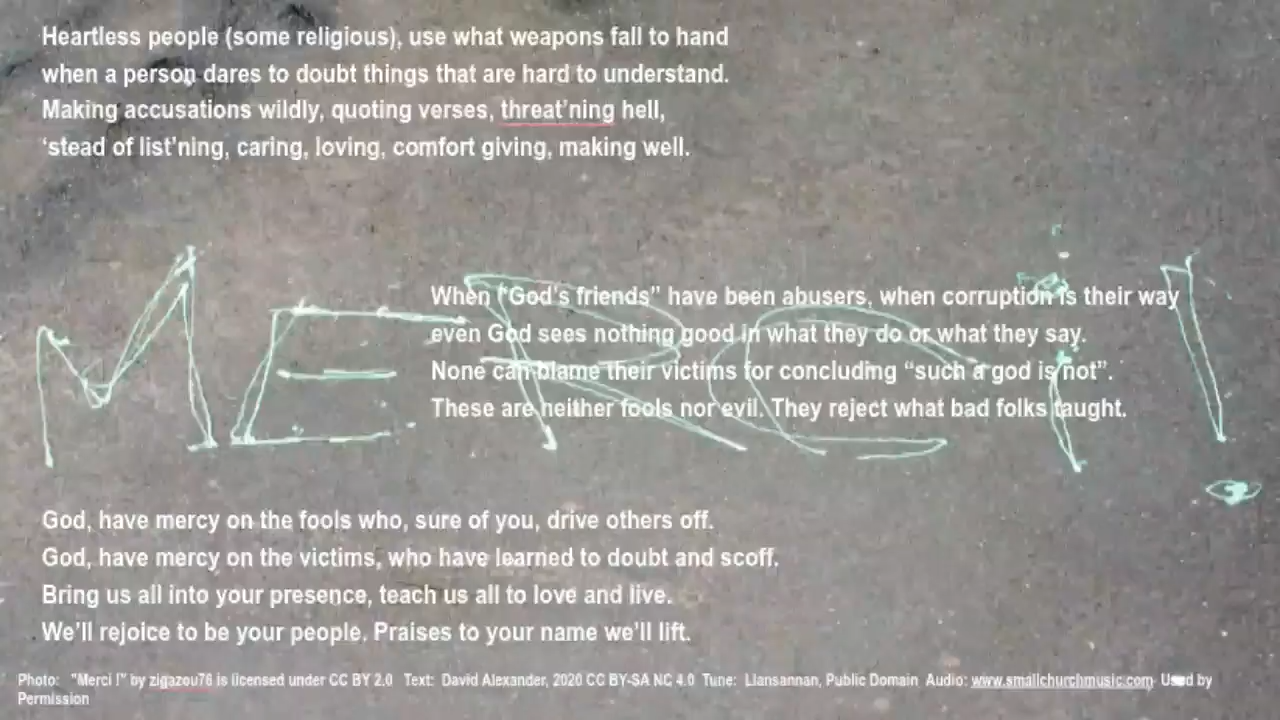 Heartless people (some religious), use what weapons fall to hand
when a person dares to doubt things that are hard to understand.
Making accusations wildly, quoting verses, threat’ning hell,
‘stead of list’ning, caring, loving, comfort giving, making well.
MERCi!
When “God’s friends” have been abusers, when corruption is their way
even God sees nothing good in what they do or what they say.
None can blame their victims for concluding “such a god is not”.
These are neither fools nor evil. They reject what bad folks taught.
God, have mercy on the fools who, sure of you, drive others off.
God, have mercy on the victims, who have learned to doubt and scoff.
Bring us all into your presence, teach us all to love and live.
We’ll rejoice to be your people. Praises to your name we’ll lift.
Photo: "Merci !" by zigazou76 is licensed under CC BY 2.0 Text: David Alexander, 2020 CC BY-SA NC 4.0 Tune: Llansannan, Public Domain Audio: www.smallchurchmusic.com Used by
Permission